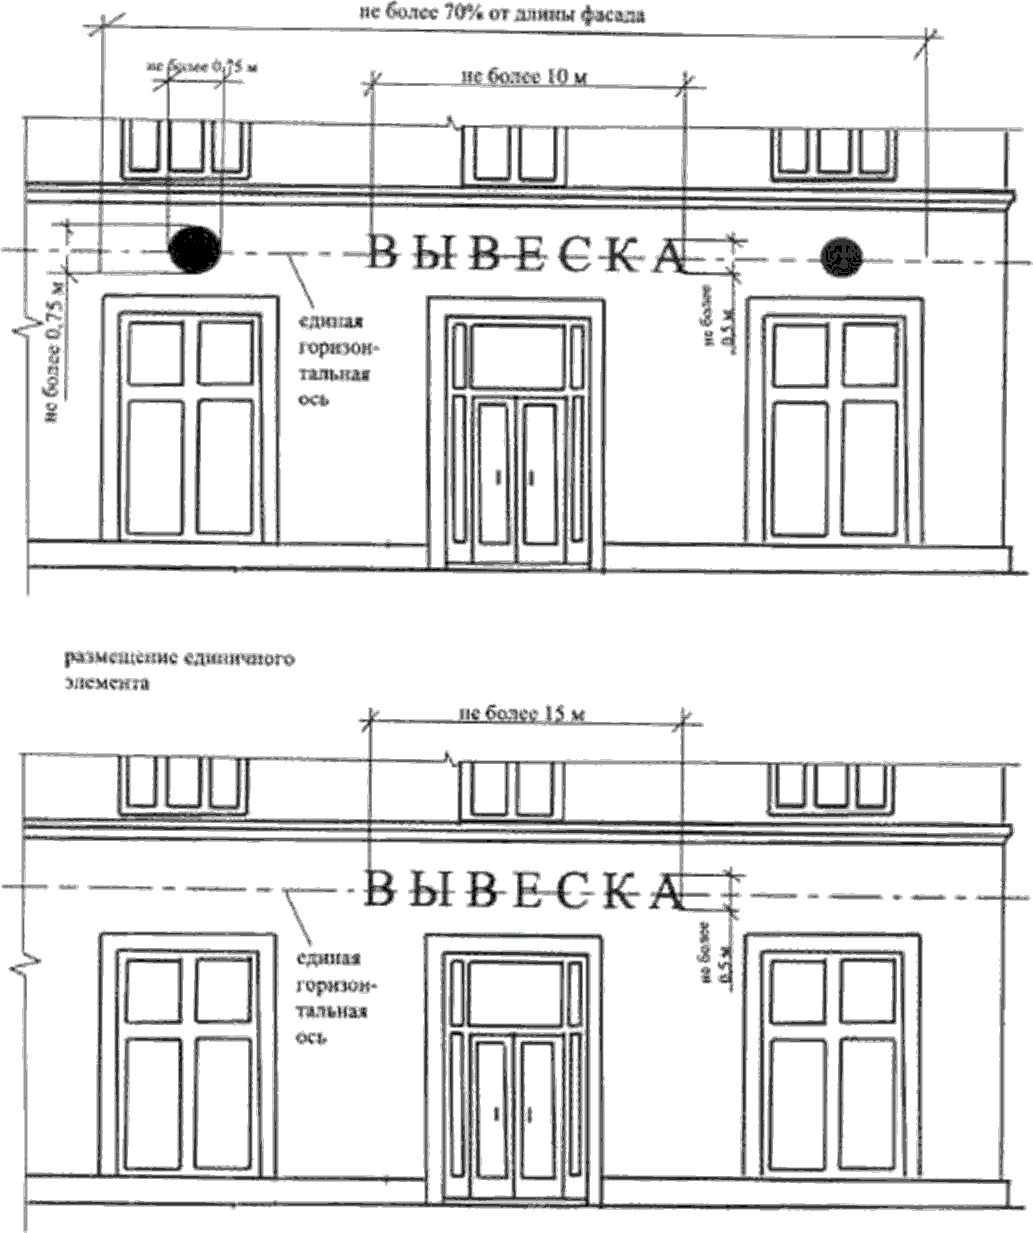 не более 70% от длины фасада
не более 0,75 м
не более 10 м
ВЫВЕСКА
не более 0,75 м
единая
горизон-
тальная
ось
не более
0,5 м
размещение единичного
элемента
не более 15 м
ВЫВЕСКА
единая
горизон-
тальная
ось
не более
0,5 м